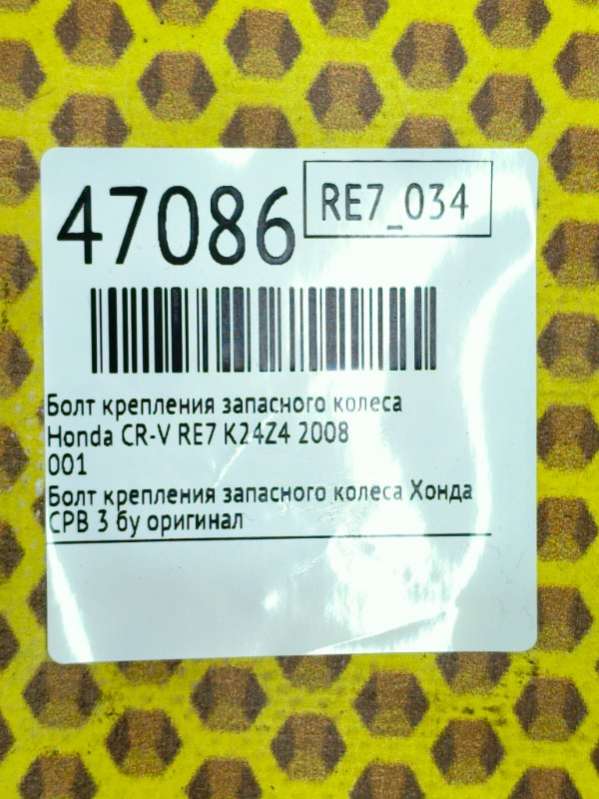 47086
RE7_034
Болт крепления запасного колеса
Honda CR-V RE7 K24Z4 2008
001
Болт крепления запасного колеса Хонда
СРВ 3 бу оригинал